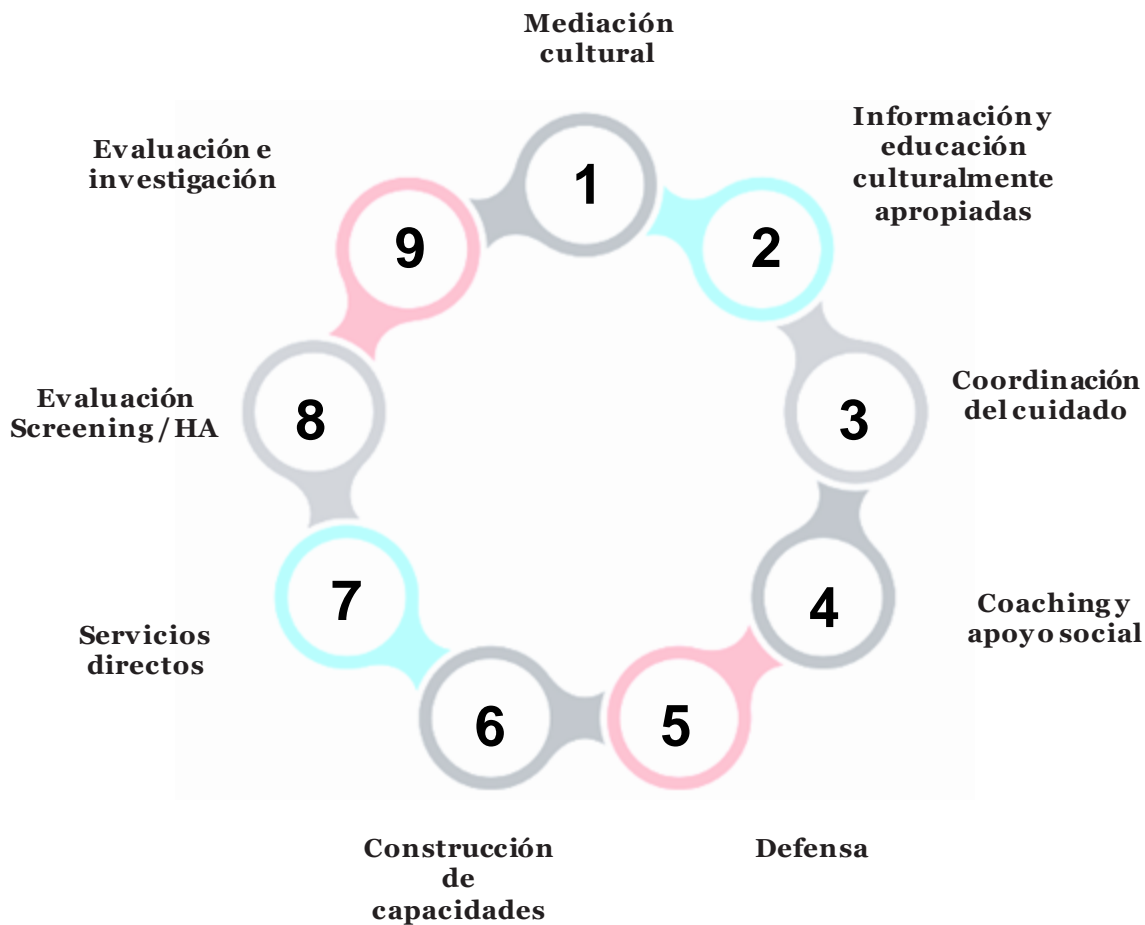 Mediación
cultural
1
Información y
educación
culturalmente
apropiadas
2
Coordinación
del cuidado
3
Coaching y
apoyo social
4
Defensa
5
Construcción
de
capacidades
6
Servicios
directos
7
Evaluación
Screening / HA
8
Evaluación e
investigación
9